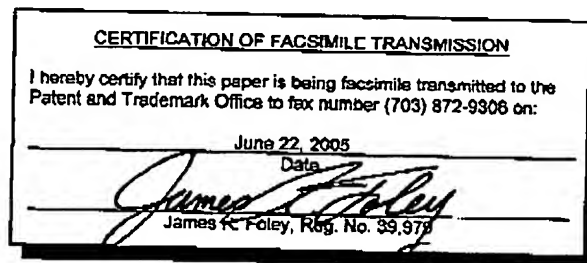 CERTIFICATION OF FACSIMILE TRANSMISSION
I hereby certify that this paper is being facsimile transmitted to the
Patent and Trademark Office to fax number (703) 872-9306 on:
June 22, 2005
Date
James R. Foley
James R. Foley, Reg. No. 39,979